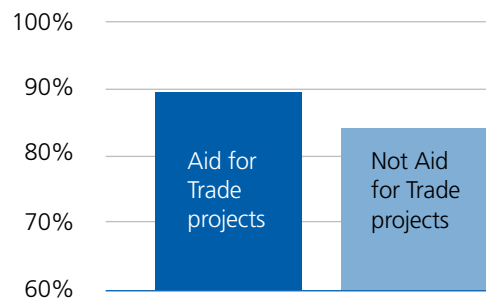 100%
90%
80%
70%
60%
Aid for
Trade
projects
Not Aid
for Trade
projects